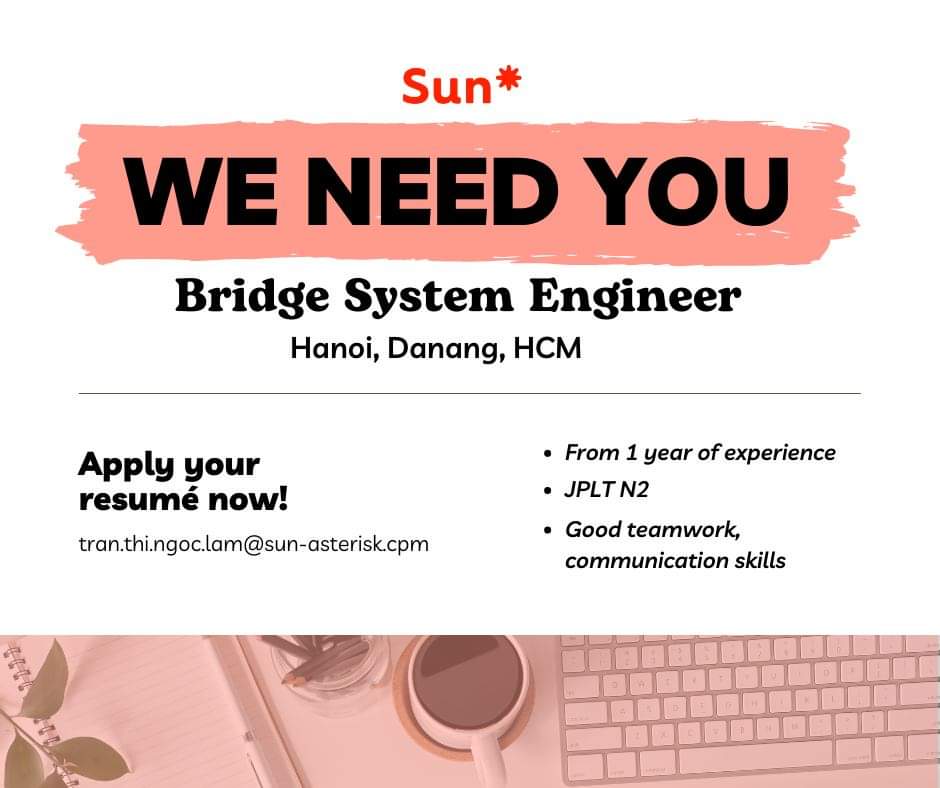 Sun*
WE NEED YOU
Bridge System Engineer
Hanoi, Danang, HCM
Apply your
resumé now!
tran.thi.ngoc.lam@sun-asterisk.cpm
• From 1 year of experience
• JPLT N2
• Good teamwork,
communication skills